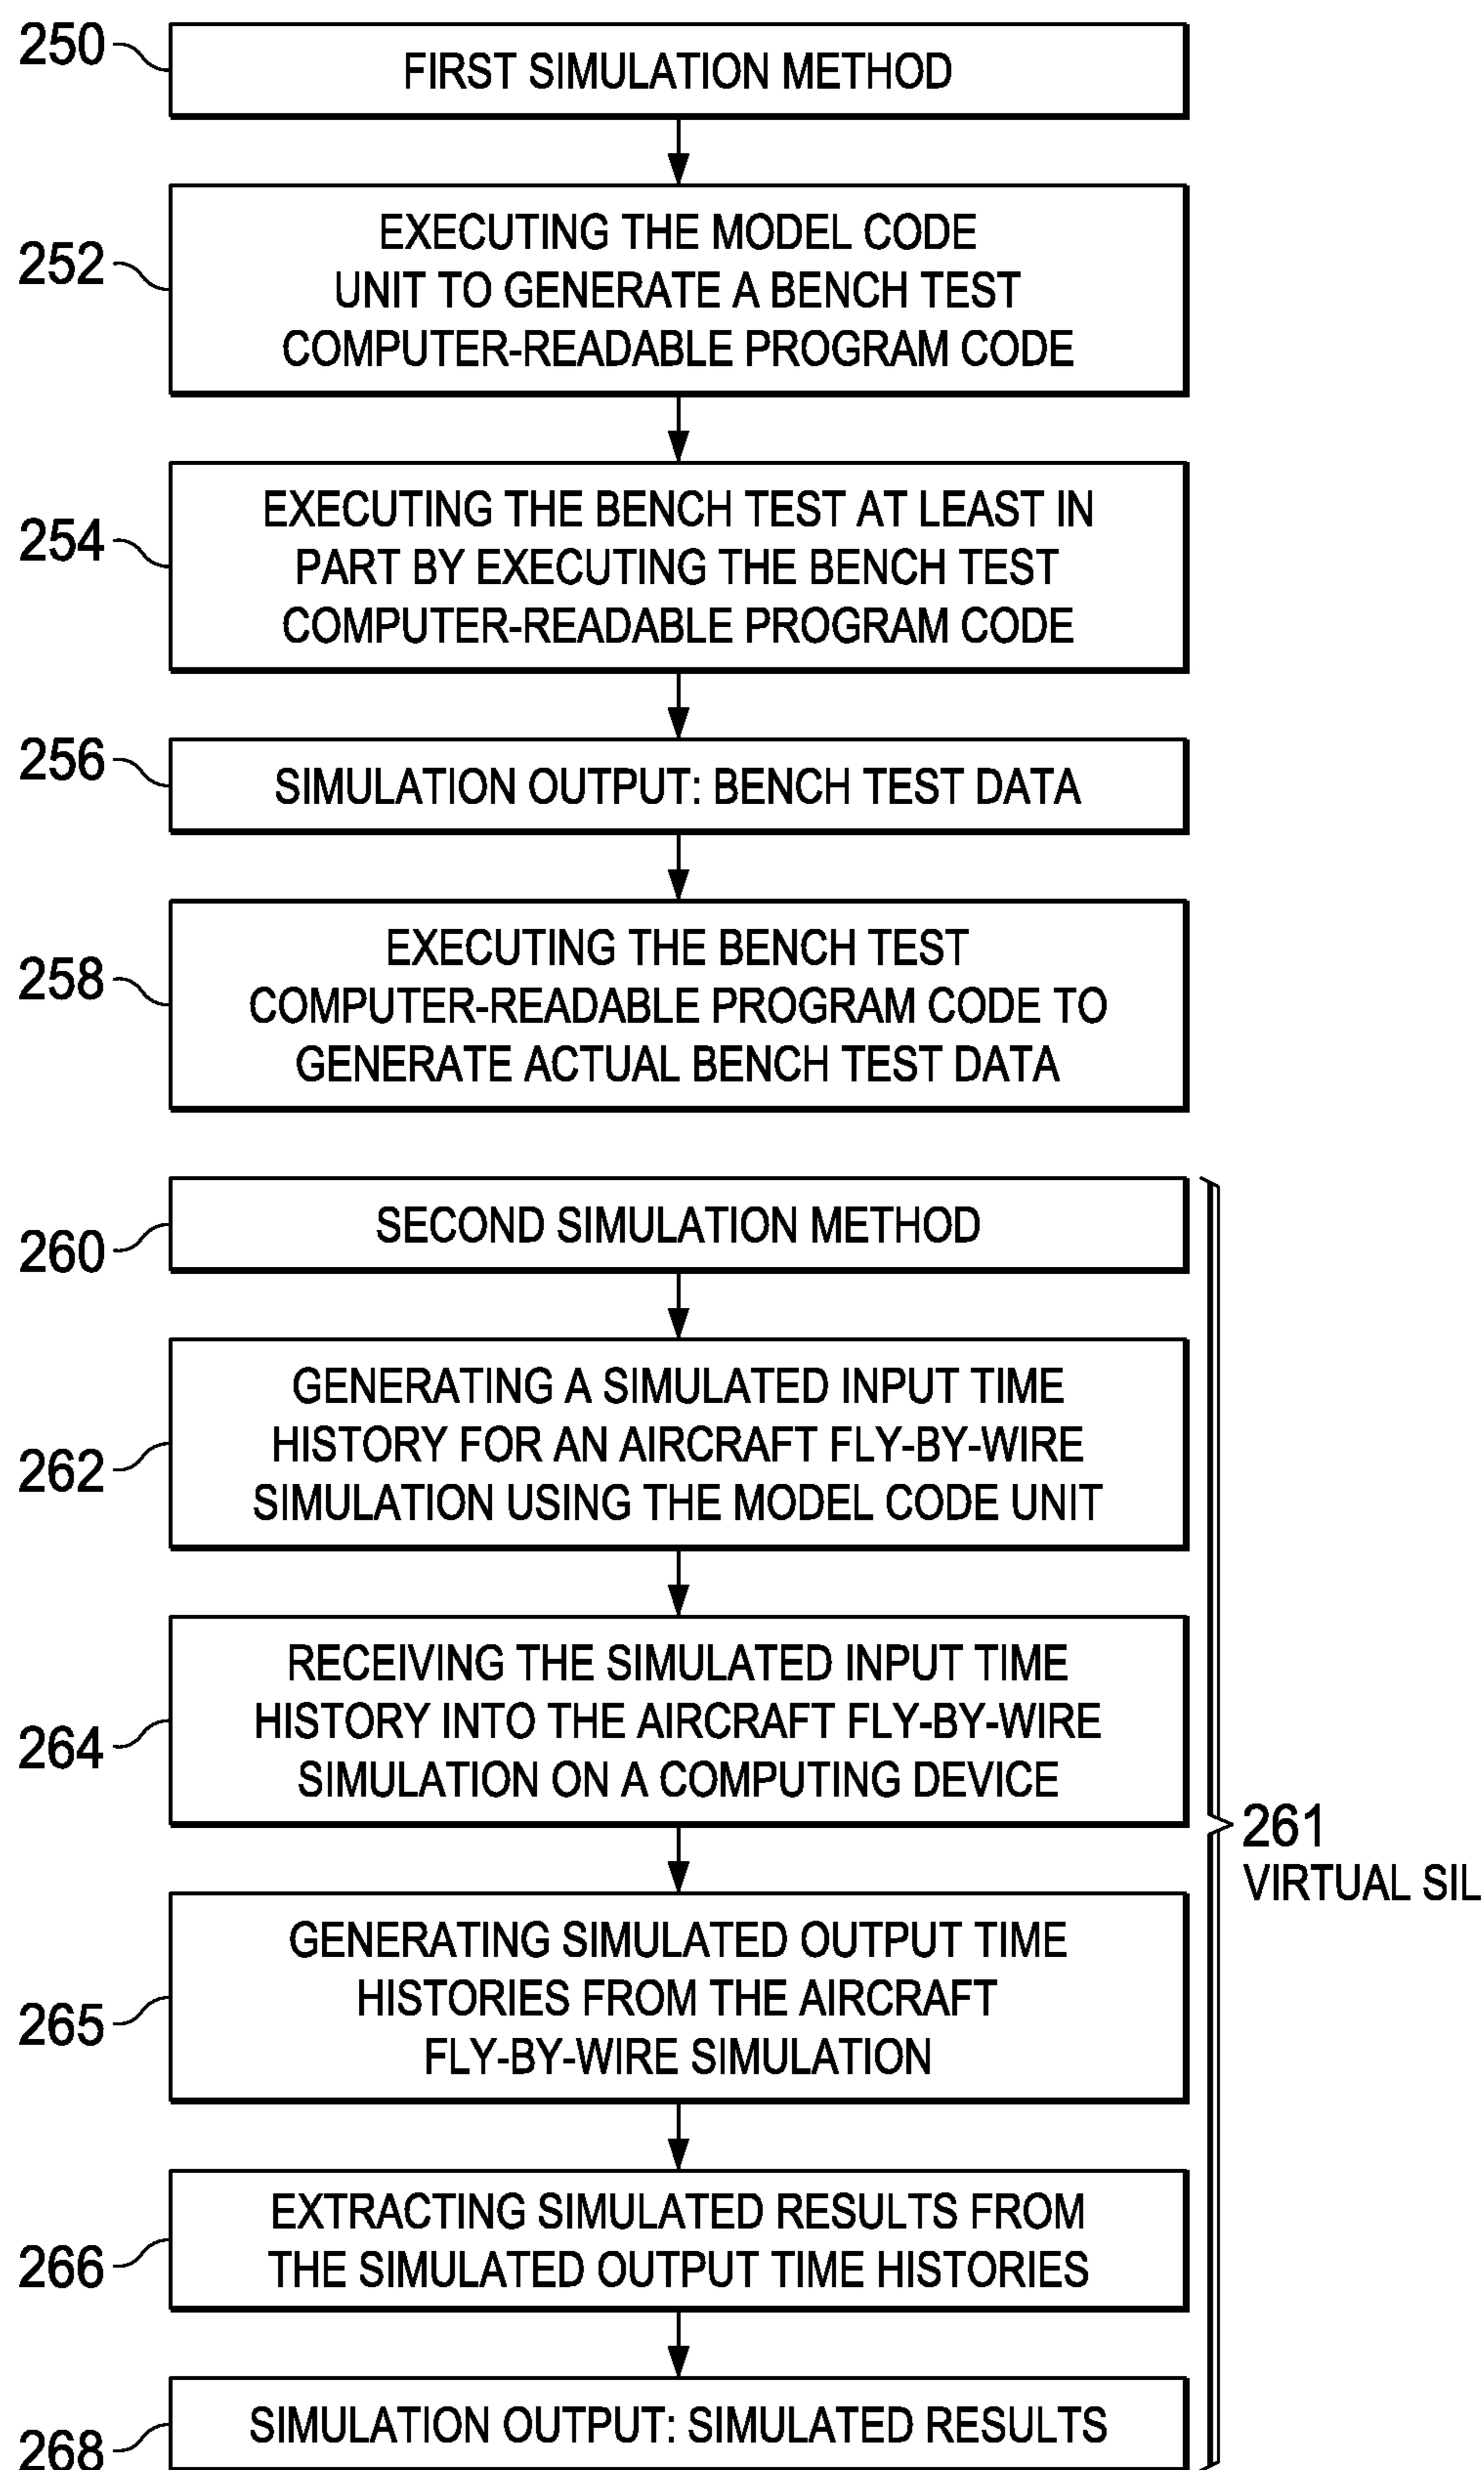 250
FIRST SIMULATION METHOD
252
EXECUTING THE MODEL CODE
UNIT TO GENERATE A BENCH TEST
COMPUTER-READABLE PROGRAM CODE
254
EXECUTING THE BENCH TEST AT LEAST IN
PART BY EXECUTING THE BENCH TEST
COMPUTER-READABLE PROGRAM CODE
256
SIMULATION OUTPUT: BENCH TEST DATA
258
EXECUTING THE BENCH TEST
COMPUTER-READABLE PROGRAM CODE TO
GENERATE ACTUAL BENCH TEST DATA
260
SECOND SIMULATION METHOD
262
GENERATING A SIMULATED INPUT TIME
HISTORY FOR AN AIRCRAFT FLY-BY-WIRE
SIMULATION USING THE MODEL CODE UNIT
264
RECEIVING THE SIMULATED INPUT TIME
HISTORY INTO THE AIRCRAFT FLY-BY-WIRE
SIMULATION ON A COMPUTING DEVICE
261
VIRTUAL SIL
265
GENERATING SIMULATED OUTPUT TIME
HISTORIES FROM THE AIRCRAFT
FLY-BY-WIRE SIMULATION
266
EXTRACTING SIMULATED RESULTS FROM
THE SIMULATED OUTPUT TIME HISTORIES
268
SIMULATION OUTPUT: SIMULATED RESULTS